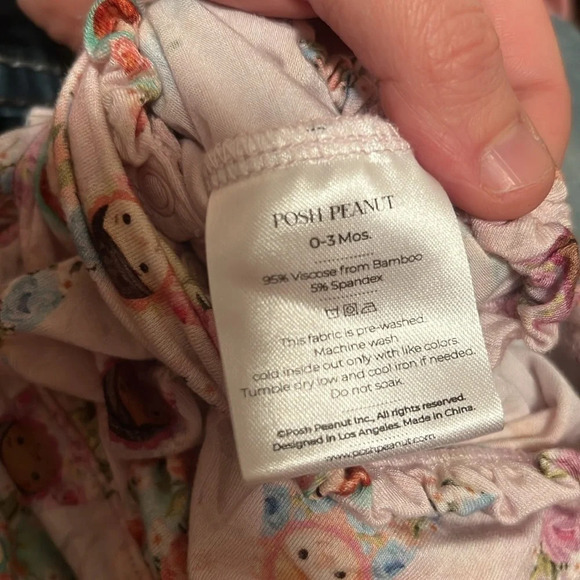 POSH PEANUT
0-3 Mos.
95% Viscose from Bamboo
5% Spandex
This fabric is pre-washed.
Machine wash
cold inside out only with like colors.
Tumble dry low and cool iron if needed.
Do not soak.
©Posh Peanut Inc., All rights reserved.
Designed in Los Angeles. Made in China.
www.poshpeanut.com